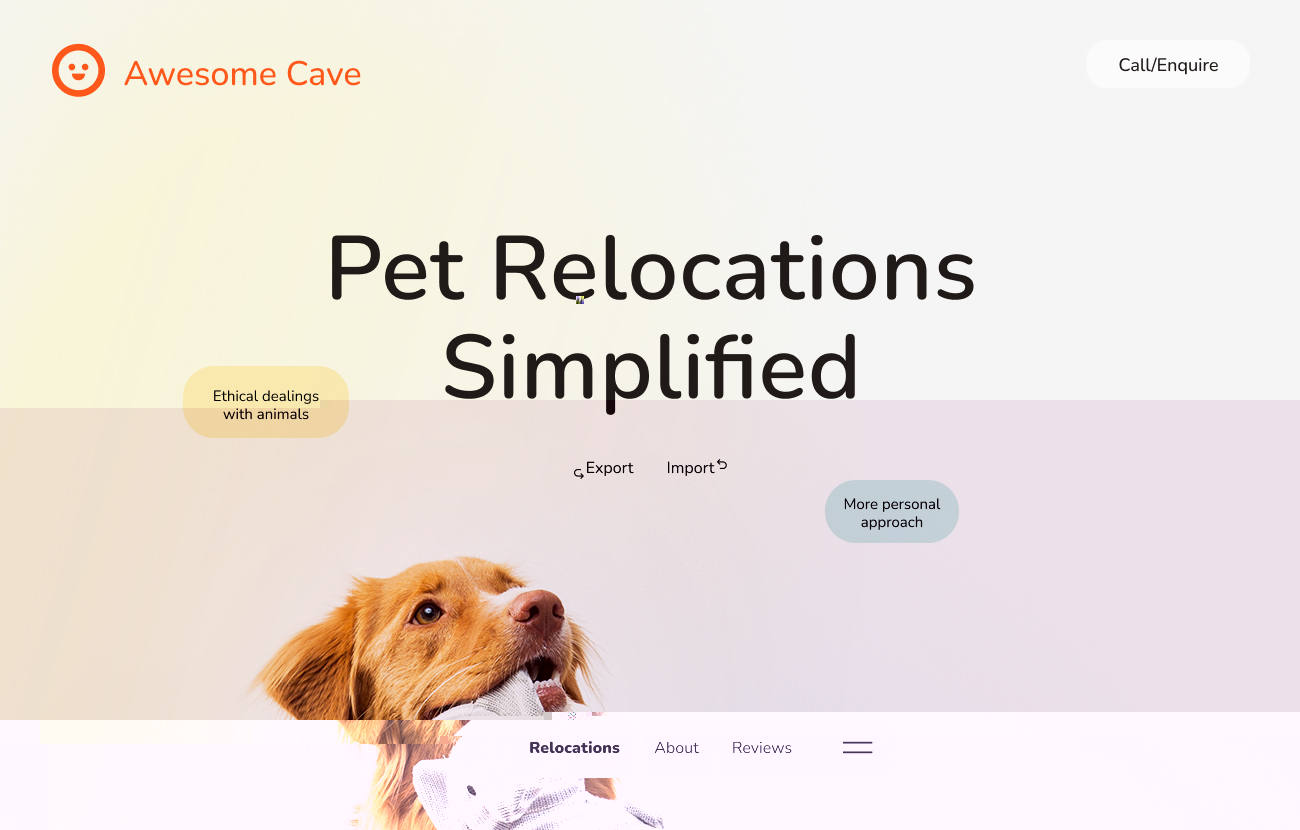 Awesome Cave
Call/Enquire
Pet Relocations
Simplified
Ethical dealings
with animals
Export
Import
More personal
approach
Relocations
About
Reviews